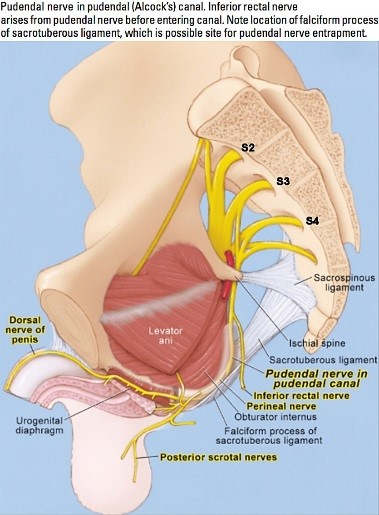 Pudendal nerve in pudendal (Alcock's) canal. Inferior rectal nerve
arises from pudendal nerve before entering canal. Note location of falciform process
of sacrotuberous ligament, which is possible site for pudendal nerve entrapment.
S2
S3
S4
Sacrospinous
ligament
Levator
ani
Dorsal
nerve of
penis
Ischial spine
Sacrotuberous ligament
Pudendal nerve in
pudendal canal
Inferior rectal nerve
Perineal nerve
Obturator internus
Urogenital
diaphragm
Falciform process of
sacrotuberous ligament
Posterior scrotal nerves